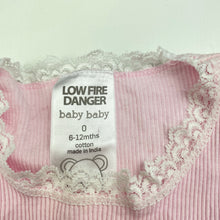 LOW FIRE
DANGER
baby baby
0
6-12mths
cotton
made in India